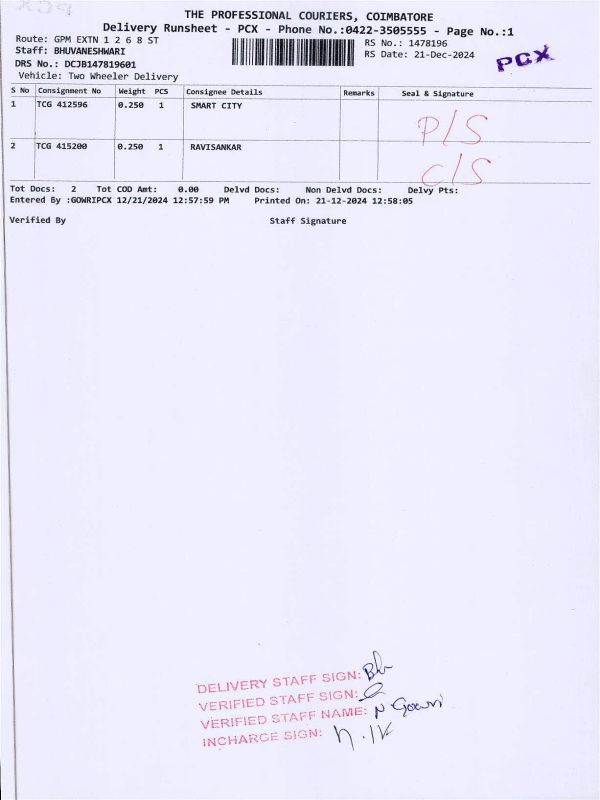 THE PROFESSIONAL COURIERS, COIMBATORE
Delivery Runsheet - PCX - Phone No.:0422-3505555 - Page No.:1
Route: GPM EXTN 1 2 6 8 ST RS No.: 1478196
Staff: BHUVANESHWARI RS Date: 21-Dec-2024 PCX
DRS No.: DCJB147819601
Vehicle: Two Wheeler Delivery
S No Consignment No Weight PCS Consignee Details Remarks Seal & Signature
1 TCG 412596 0.250 1 SMART CITY
P/S
2 TCG 415200 0.250 1 RAVISANKAR
C/S
Tot Docs: 2 Tot COD Amt: 0.00 Delvd Docs: Non Delvd Docs: Delvy Pts:
Entered By :GOWRIPCX 12/21/2024 12:57:59 PM Printed On: 21-12-2024 12:58:05
Verified By Staff Signature
DELIVERY STAFF SIGN:
VERIFIED STAFF SIGN:
VERIFIED STAFF NAME: N Gowri
INCHARGE SIGN: